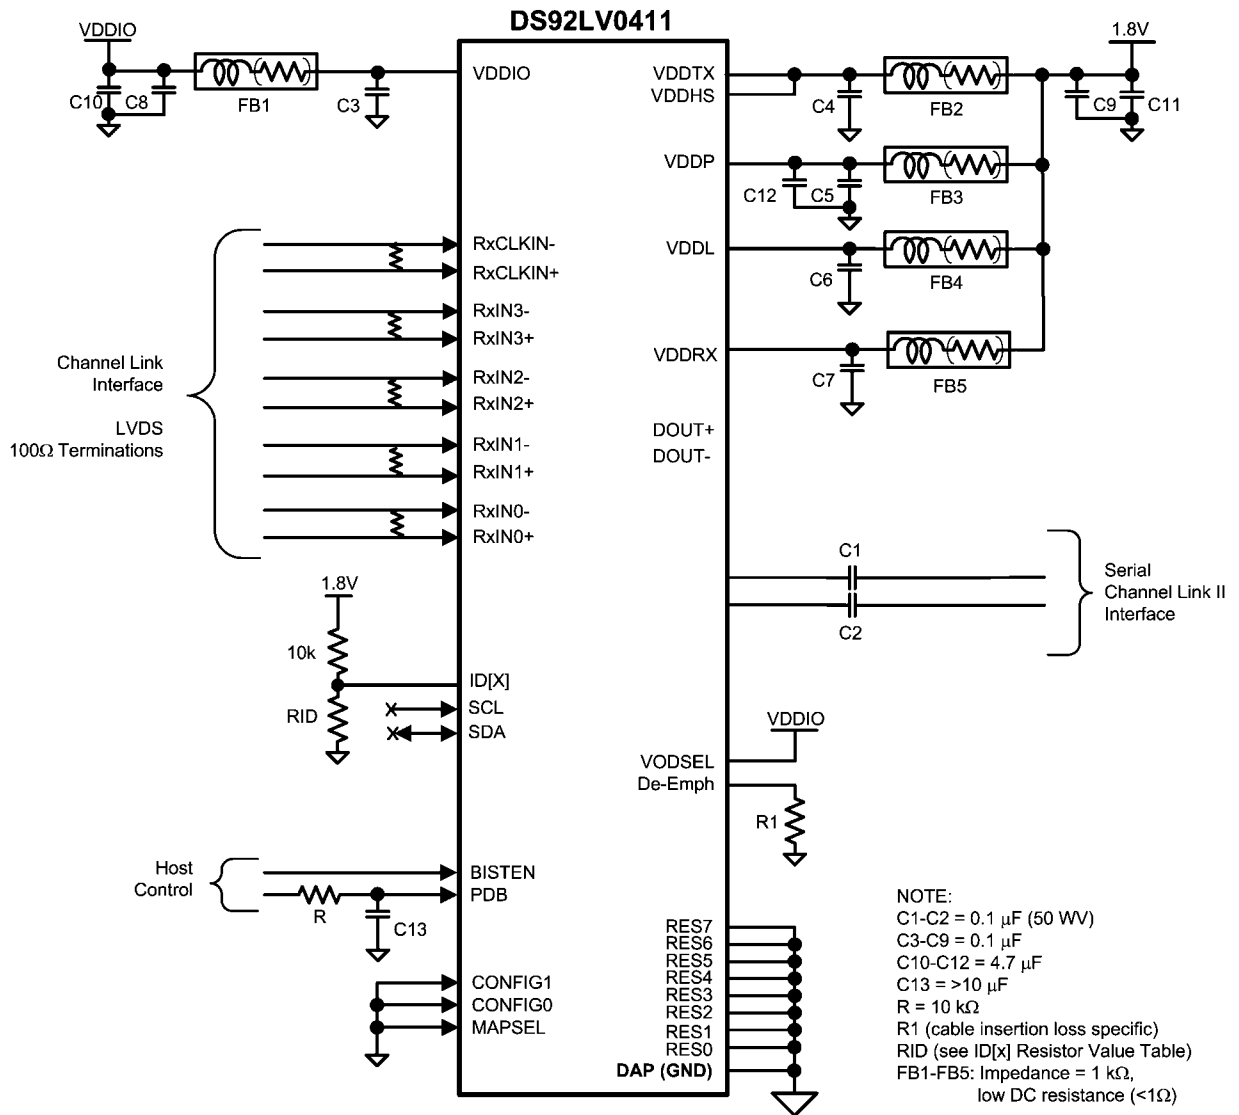 DS92LV0411
VDDIO
C10
C8
FB1
C3
VDDIO
VDDTX
VDDHS
C4
FB2
1.8V
C9
C11
VDDP
C12
C5
FB3
VDDL
C6
FB4
VDDRX
C7
FB5
RxCLKIN-
RxCLKIN+
RxIN3-
RxIN3+
RxIN2-
RxIN2+
RxIN1-
RxIN1+
RxIN0-
RxIN0+
Channel Link
Interface
LVDS
100Ω Terminations
DOUT+
DOUT-
C1
C2
Serial
Channel Link II
Interface
1.8V
10k
RID
ID[X]
SCL
SDA
VDDIO
VODSEL
De-Emph
R1
Host
Control
BISTEN
PDB
R
C13
CONFIG1
CONFIG0
MAPSEL
RES7
RES6
RES5
RES4
RES3
RES2
RES1
RES0
DAP (GND)
NOTE:
C1-C2 = 0.1 μF (50 WV)
C3-C9 = 0.1 μF
C10-C12 = 4.7 μF
C13 = >10 μF
R = 10 kΩ
R1 (cable insertion loss specific)
RID (see ID[x] Resistor Value Table)
FB1-FB5: Impedance = 1 kΩ,
low DC resistance (<1Ω)